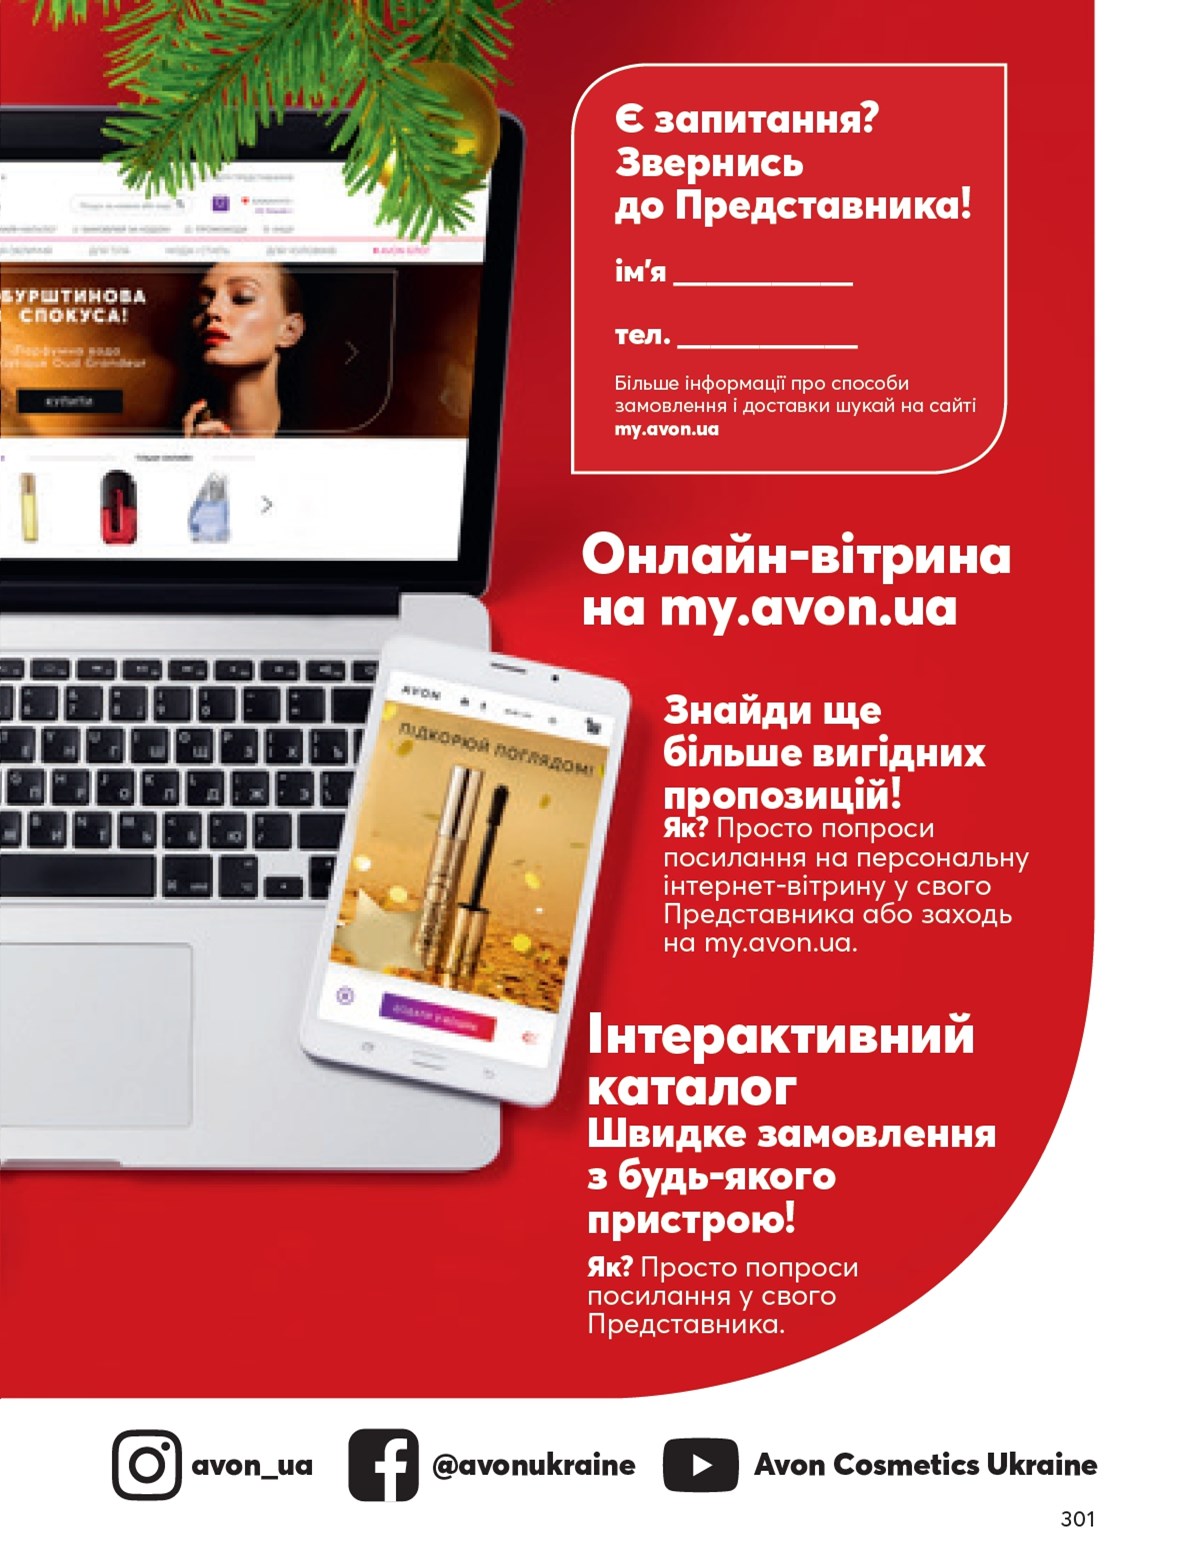 Є запитання?
Звернись
до Представника!
ім'я
тел.
Більше інформації про способи
замовлення і доставки шукай на сайті
my.avon.ua
БУРШТИНОВА
СПОКУСА!
КУПИТИ
Онлайн-вітрина
на my.avon.ua
AVON
ПІДКОРЮЙ ПОГЛЯДОМ!
Знайди ще
більше вигідних
пропозицій!
Як? Просто попроси
посилання на персональну
інтернет-вітрину у свого
Представника або заходь
на my.avon.ua.
Інтерактивний
каталог
Швидке замовлення
з будь-якого
пристрою!
Як? Просто попроси
посилання у свого
Представника.
avon_ua
@avonukraine
Avon Cosmetics Ukraine
301